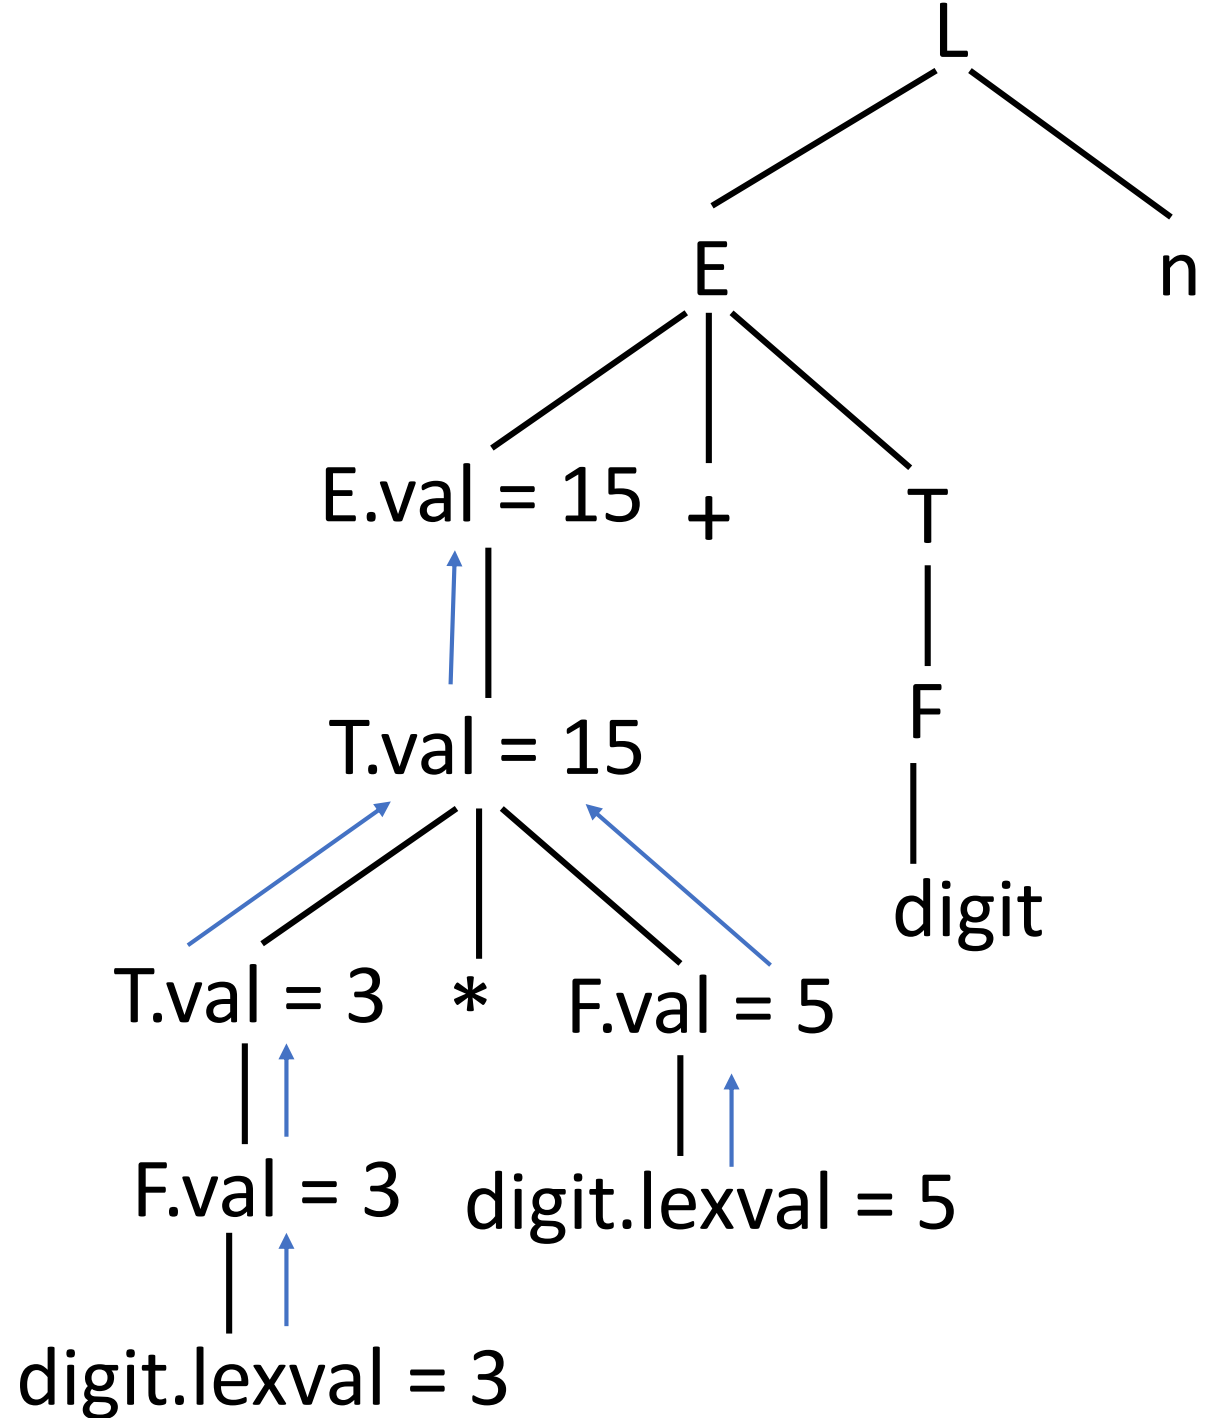 L
E n
E.val = 15 + T
T.val = 15 F
digit
T.val = 3 * F.val = 5
F.val = 3 digit.lexval = 5
digit.lexval = 3